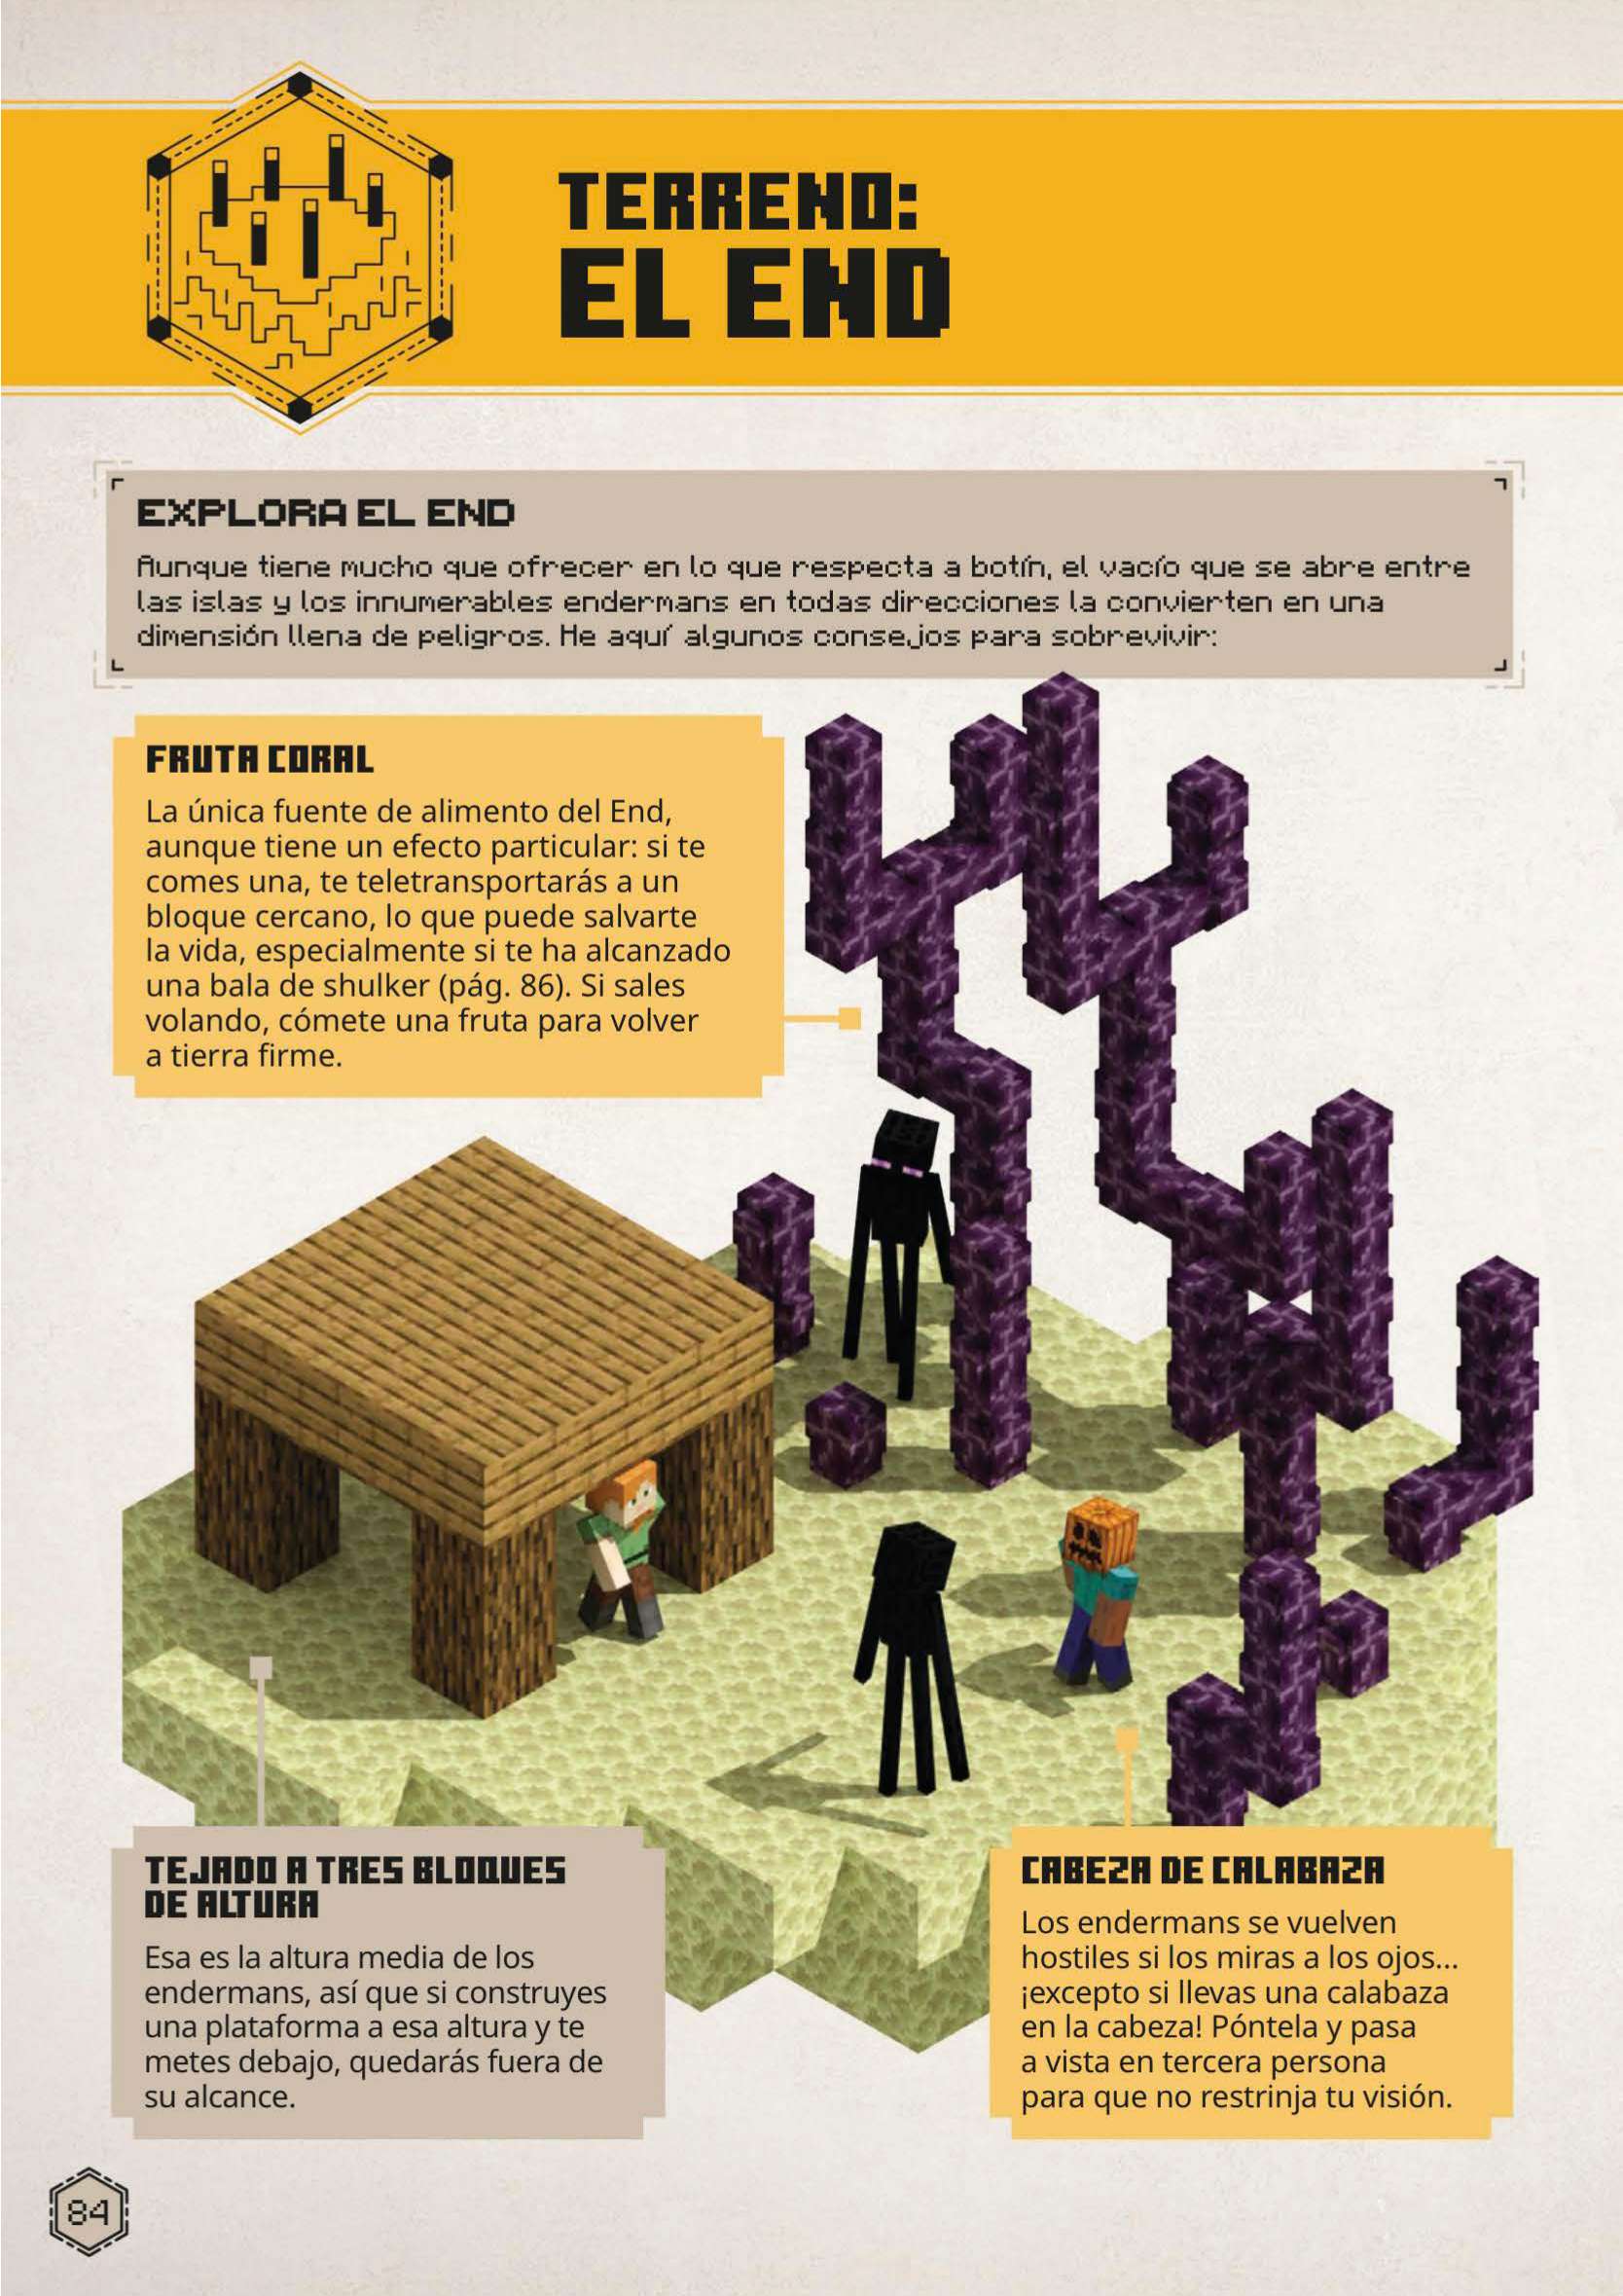 TERRENO:
EL END
EXPLORA EL END
Aunque tiene mucho que ofrecer en lo que respecta a botín, el vacío que se abre entre
las islas y los innumerables endermans en todas direcciones la convierten en una
dimensión llena de peligros. He aquí algunos consejos para sobrevivir:
FRUTA CORAL
La única fuente de alimento del End,
aunque tiene un efecto particular: si te
comes una, te teletransportarás a un
bloque cercano, lo que puede salvarte
la vida, especialmente si te ha alcanzado
una bala de shulker (pág. 86). Si sales
volando, cómete una fruta para volver
a tierra firme.
TEJADO A TRES BLOQUES
DE ALTURA
Esa es la altura media de los
endermans, así que si construyes
una plataforma a esa altura y te
metes debajo, quedarás fuera de
su alcance.
CABEZA DE CALABAZA
Los endermans se vuelven
hostiles si los miras a los ojos...
¡excepto si llevas una calabaza
en la cabeza! Póntela y pasa
a vista en tercera persona
para que no restrinja tu visión.
84